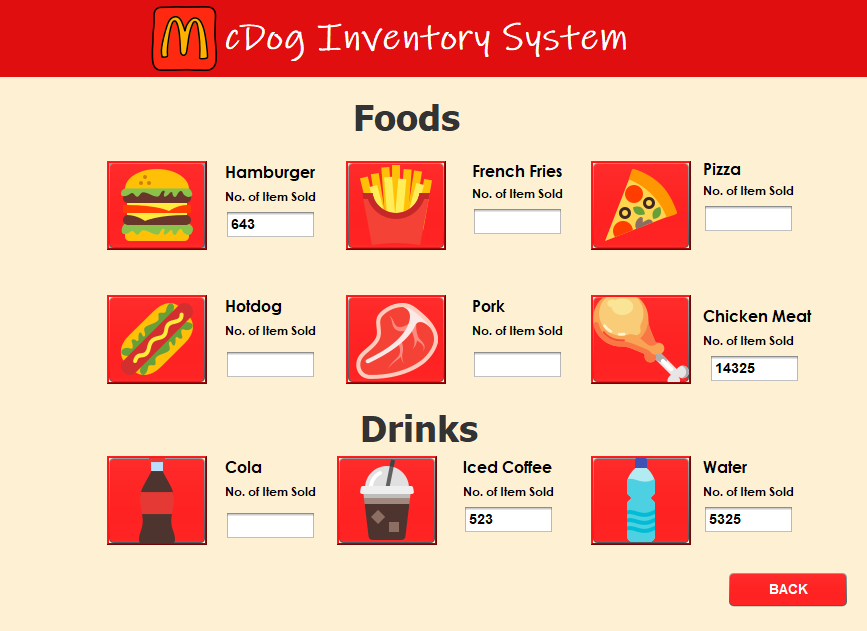 M cDog Inventory System
Foods
Hamburger
No. of Item Sold
643
French Fries
No. of Item Sold
Pizza
No. of Item Sold
Hotdog
No. of Item Sold
Pork
No. of Item Sold
Chicken Meat
No. of Item Sold
14325
Drinks
Cola
No. of Item Sold
Iced Coffee
No. of Item Sold
523
Water
No. of Item Sold
5325
BACK